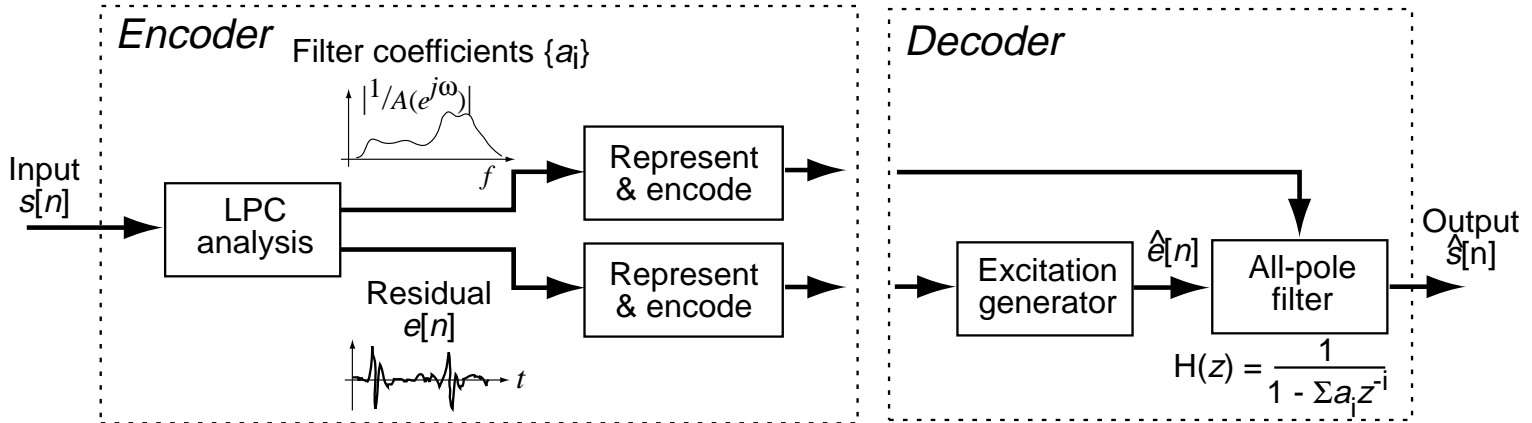 Encoder
Filter coefficients {aᵢ}
|1/A(e^{jω})|
f
Input
s[n]
LPC
analysis
Represent
& encode
Represent
& encode
Residual
e[n]
t
Decoder
Excitation
generator
ê[n]
All-pole
filter
Output
ŝ[n]
H(z) = 1 / (1 - Σaᵢz⁻ⁱ)